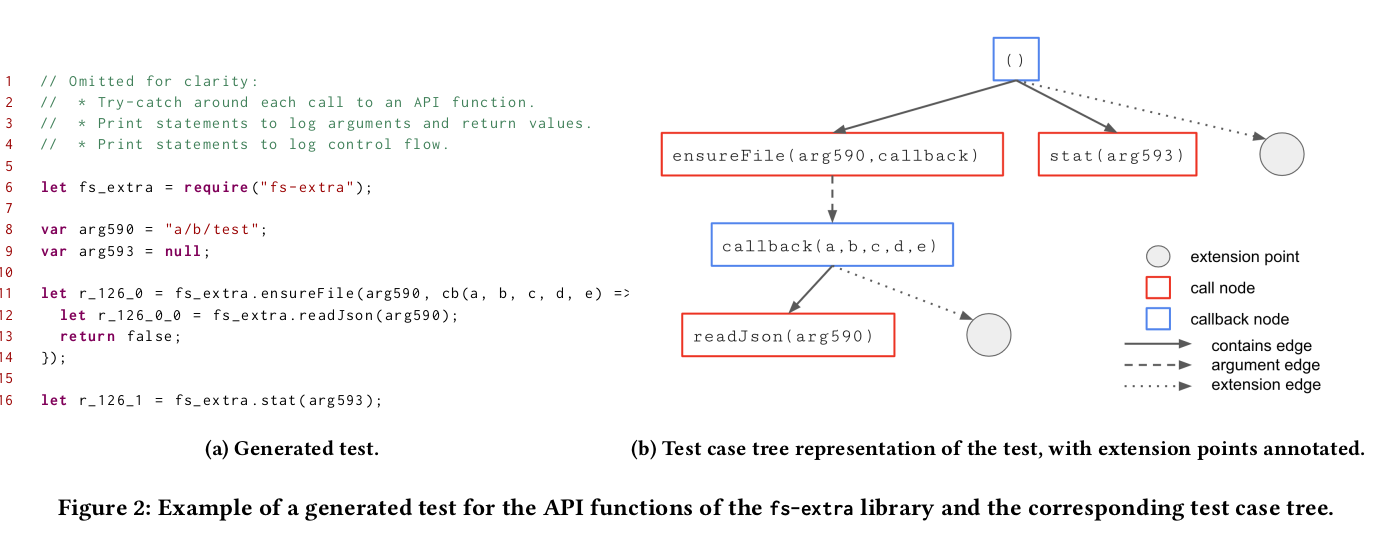 1 // Omitted for clarity:
2 //  * Try-catch around each call to an API function.
3 //  * Print statements to log arguments and return values.
4 //  * Print statements to log control flow.
5
6 let fs_extra = require("fs-extra");
7
8 var arg590 = "a/b/test";
9 var arg593 = null;
10
11 let r_126_0 = fs_extra.ensureFile(arg590, cb(a, b, c, d, e) =>
12   let r_126_0_0 = fs_extra.readJson(arg590);
13   return false;
14 });
15
16 let r_126_1 = fs_extra.stat(arg593);
(a) Generated test.
()
ensureFile(arg590,callback)
stat(arg593)
callback(a,b,c,d,e)
readJson(arg590)
extension point
call node
callback node
contains edge
argument edge
extension edge
(b) Test case tree representation of the test, with extension points annotated.
Figure 2: Example of a generated test for the API functions of the fs-extra library and the corresponding test case tree.